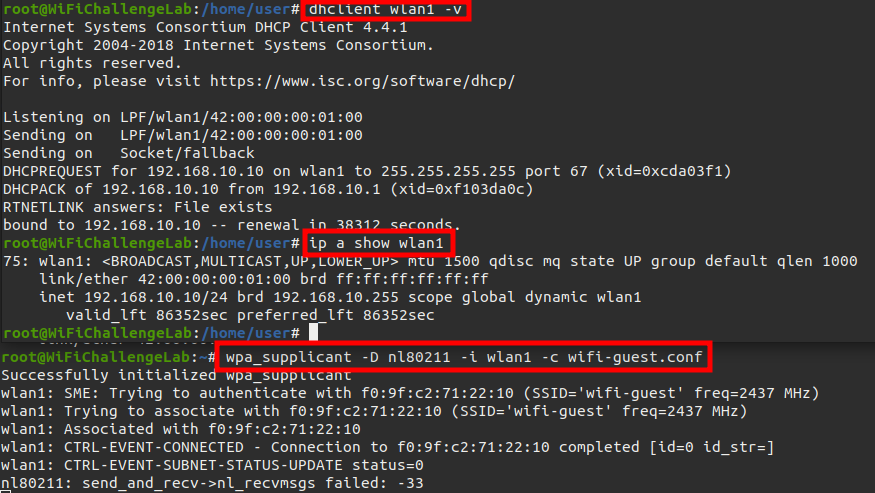 root@WiFiChallengeLab:/home/user# dhclient wlan1 -v
Internet Systems Consortium DHCP Client 4.4.1
Copyright 2004-2018 Internet Systems Consortium.
All rights reserved.
For info, please visit https://www.isc.org/software/dhcp/

Listening on LPF/wlan1/42:00:00:00:01:00
Sending on   LPF/wlan1/42:00:00:00:01:00
Sending on   Socket/fallback
DHCPREQUEST for 192.168.10.10 on wlan1 to 255.255.255.255 port 67 (xid=0xcda03f1)
DHCPACK of 192.168.10.10 from 192.168.10.1 (xid=0xf103da0c)
RTNETLINK answers: File exists
bound to 192.168.10.10 -- renewal in 38312 seconds.
root@WiFiChallengeLab:/home/user# ip a show wlan1
75: wlan1: <BROADCAST,MULTICAST,UP,LOWER_UP> mtu 1500 qdisc mq state UP group default qlen 1000
    link/ether 42:00:00:00:01:00 brd ff:ff:ff:ff:ff:ff
    inet 192.168.10.10/24 brd 192.168.10.255 scope global dynamic wlan1
       valid_lft 86352sec preferred_lft 86352sec
root@WiFiChallengeLab:/home/user#
root@WiFiChallengeLab:~# wpa_supplicant -D nl80211 -i wlan1 -c wifi-guest.conf
Successfully initialized wpa_supplicant
wlan1: SME: Trying to authenticate with f0:9f:c2:71:22:10 (SSID='wifi-guest' freq=2437 MHz)
wlan1: Trying to associate with f0:9f:c2:71:22:10 (SSID='wifi-guest' freq=2437 MHz)
wlan1: Associated with f0:9f:c2:71:22:10
wlan1: CTRL-EVENT-CONNECTED - Connection to f0:9f:c2:71:22:10 completed [id=0 id_str=]
wlan1: CTRL-EVENT-SUBNET-STATUS-UPDATE status=0
nl80211: send_and_recv->nl_recvmsgs failed: -33